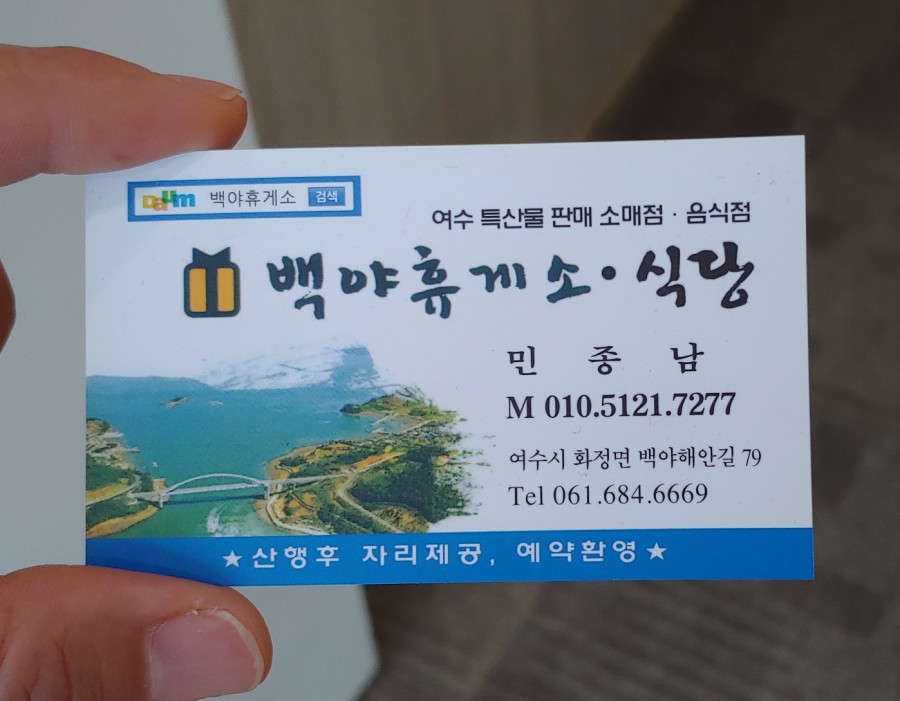 Daum 백야휴게소 검색
여수 특산물 판매 소매점 · 음식점
백야휴게소·식당
민 종 남
M 010.5121.7277
여수시 화정면 백야해안길 79
Tel 061.684.6669
★산행후 자리제공, 예약환영★